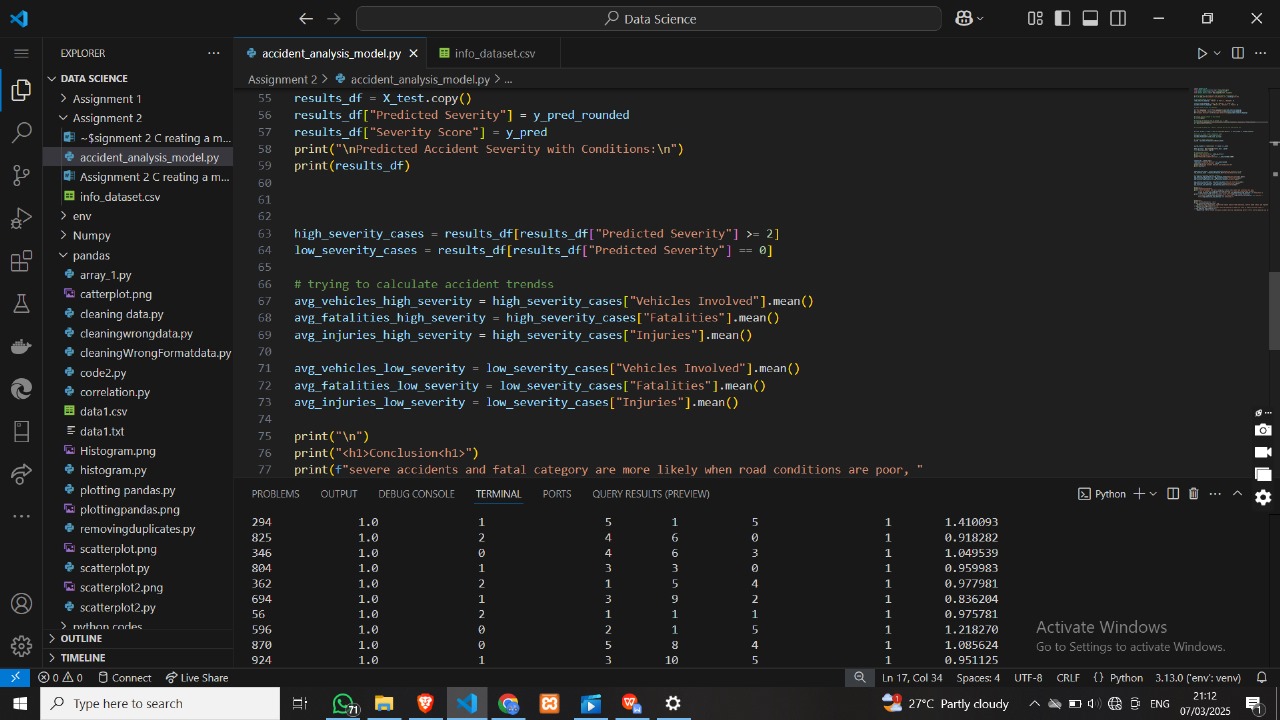 Data Science
EXPLORER
DATA SCIENCE
Assignment 1
Assignment 2
~Assignment 2 C reating a m...
accident_analysis_model.py
Assignment 2 C reating a m...
info_dataset.csv
env
Numpy
pandas
array_1.py
catterplot.png
cleaning data.py
cleaningwrongdata.py
cleaningWrongFormatdata.py
code2.py
correlation.py
data1.csv
data1.txt
Histogram.png
histogram.py
plotting pandas.py
plottingpandas.png
removingduplicates.py
scatterplot.png
scatterplot.py
scatterplot2.png
scatterplot2.py
python codes
OUTLINE
TIMELINE
accident_analysis_model.py
info_dataset.csv
Assignment 2 > accident_analysis_model.py > ...
55 results_df = X_test.copy()
56 results_df["Predicted Severity"] = y_pred_rounded
57 results_df["Severity Score"] = y_pred
58 print("\nPredicted Accident Severity with Conditions:\n")
59 print(results_df)
60
61
62
63 high_severity_cases = results_df[results_df["Predicted Severity"] >= 2]
64 low_severity_cases = results_df[results_df["Predicted Severity"] == 0]
65
66 # trying to calculate accident trendss
67 avg_vehicles_high_severity = high_severity_cases["Vehicles Involved"].mean()
68 avg_fatalities_high_severity = high_severity_cases["Fatalities"].mean()
69 avg_injuries_high_severity = high_severity_cases["Injuries"].mean()
70
71 avg_vehicles_low_severity = low_severity_cases["Vehicles Involved"].mean()
72 avg_fatalities_low_severity = low_severity_cases["Fatalities"].mean()
73 avg_injuries_low_severity = low_severity_cases["Injuries"].mean()
74
75 print("\n")
76 print("<h1>Conclusion<h1>")
77 print(f"severe accidents and fatal category are more likely when road conditions are poor, "
PROBLEMS OUTPUT DEBUG CONSOLE TERMINAL PORTS QUERY RESULTS (PREVIEW)
Python
294 1.0 1 5 1 5 1 1.410093
825 1.0 2 4 6 0 1 0.918282
346 1.0 0 4 6 3 1 1.049539
804 1.0 1 3 3 0 1 0.959983
362 1.0 2 1 5 4 1 0.977981
694 1.0 1 3 9 2 1 0.836204
56 1.0 2 1 1 1 1 0.975781
596 1.0 0 2 1 5 1 1.218270
870 1.0 0 5 8 4 1 1.085624
924 1.0 1 3 10 5 1 0.951125
Activate Windows
Go to Settings to activate Windows.
0 0 Connect Live Share
Ln 17, Col 34 Spaces: 4 UTF-8 CRLF {} Python 3.13.0 ('env': venv)
Type here to search
71
27°C Partly cloudy
ENG
21:12
07/03/2025
1